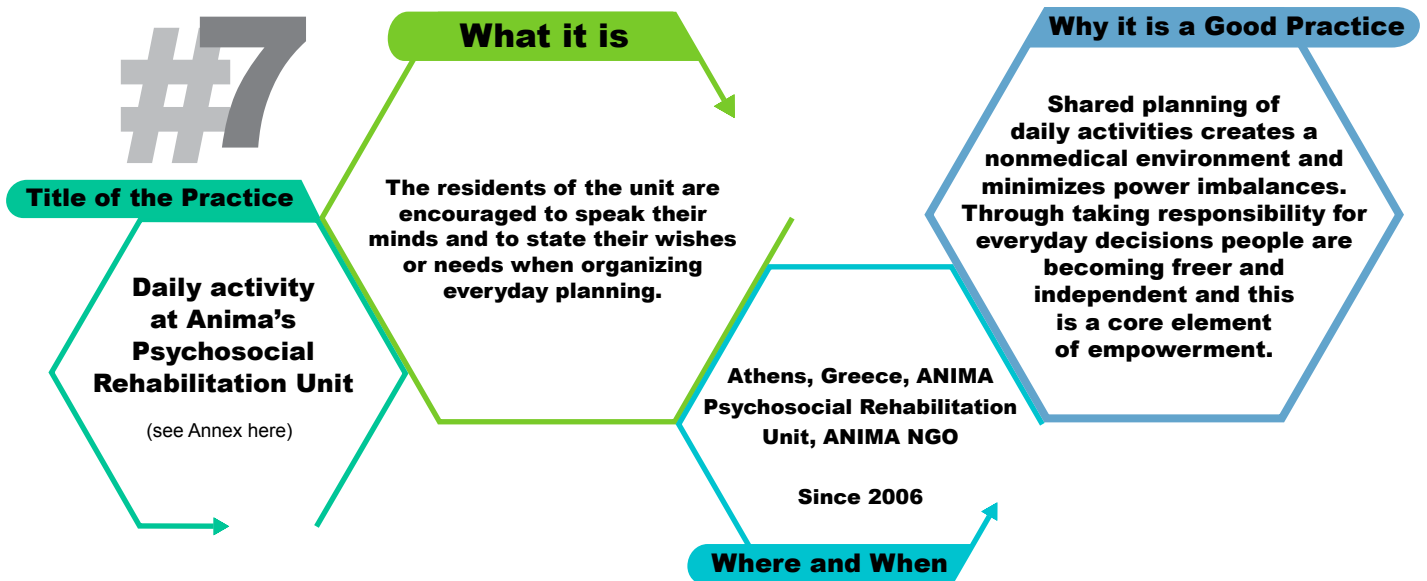 #7
Title of the Practice
Daily activity
at Anima’s
Psychosocial
Rehabilitation Unit
(see Annex here)
What it is
The residents of the unit are
encouraged to speak their
minds and to state their wishes
or needs when organizing
everyday planning.
Athens, Greece, ANIMA
Psychosocial Rehabilitation
Unit, ANIMA NGO
Since 2006
Where and When
Why it is a Good Practice
Shared planning of
daily activities creates a
nonmedical environment and
minimizes power imbalances.
Through taking responsibility for
everyday decisions people are
becoming freer and
independent and this
is a core element
of empowerment.